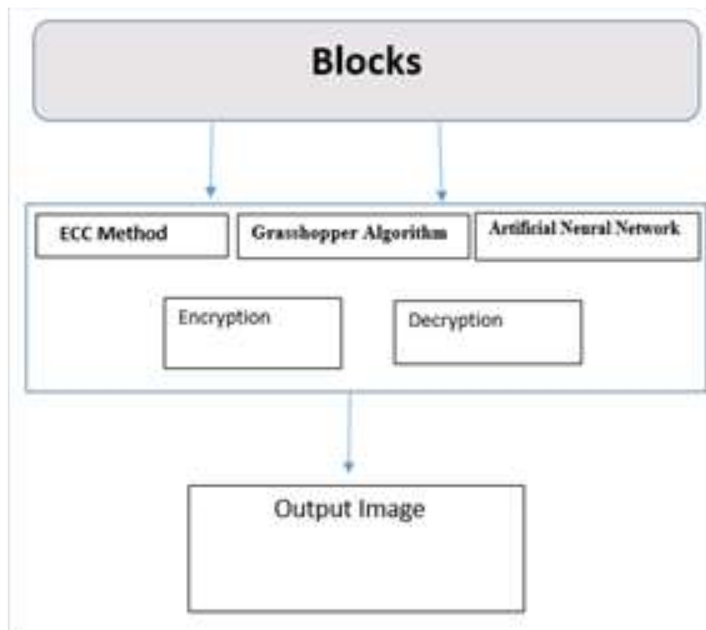 Blocks
ECC Method
Grasshopper Algorithm
Artificial Neural Network
Encryption
Decryption
Output Image